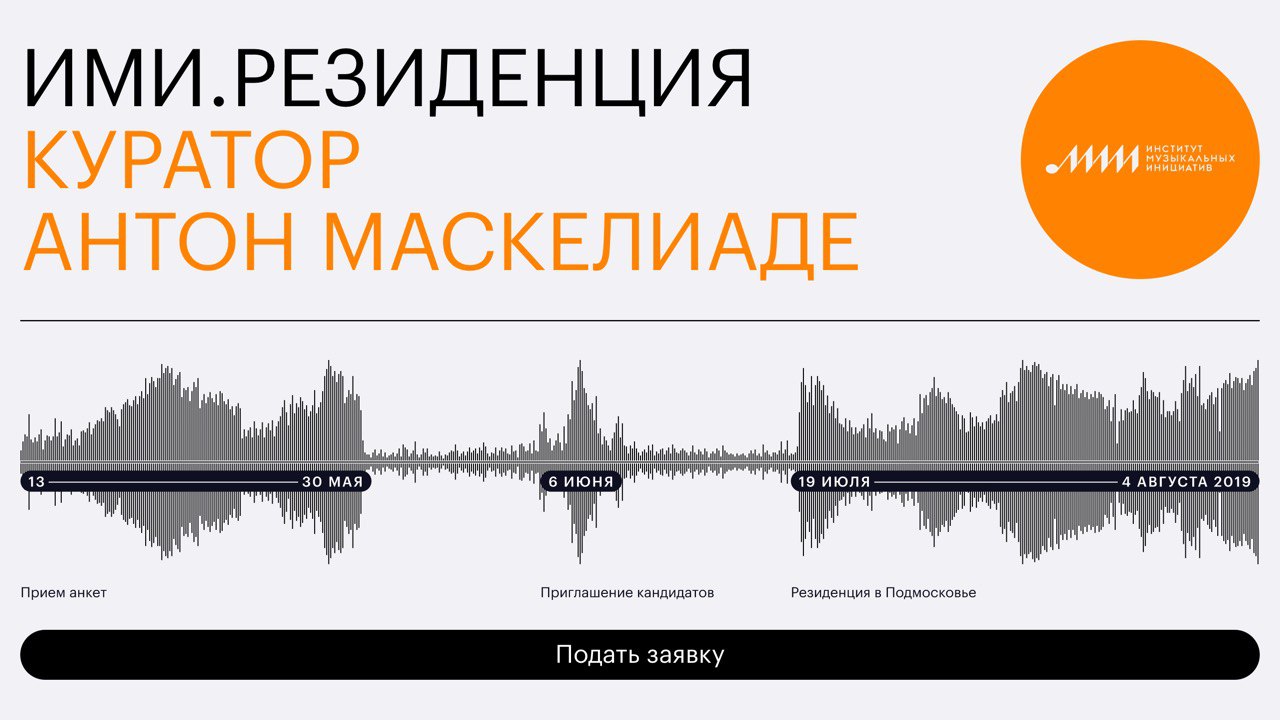 ИМИ.РЕЗИДЕНЦИЯ
КУРАТОР
АНТОН МАСКЕЛИАДЕ
ИНСТИТУТ
МУЗЫКАЛЬНЫХ
ИНИЦИАТИВ
13 30 МАЯ
6 ИЮНЯ
19 ИЮЛЯ 4 АВГУСТА 2019
Прием анкет
Приглашение кандидатов
Резиденция в Подмосковье
Подать заявку